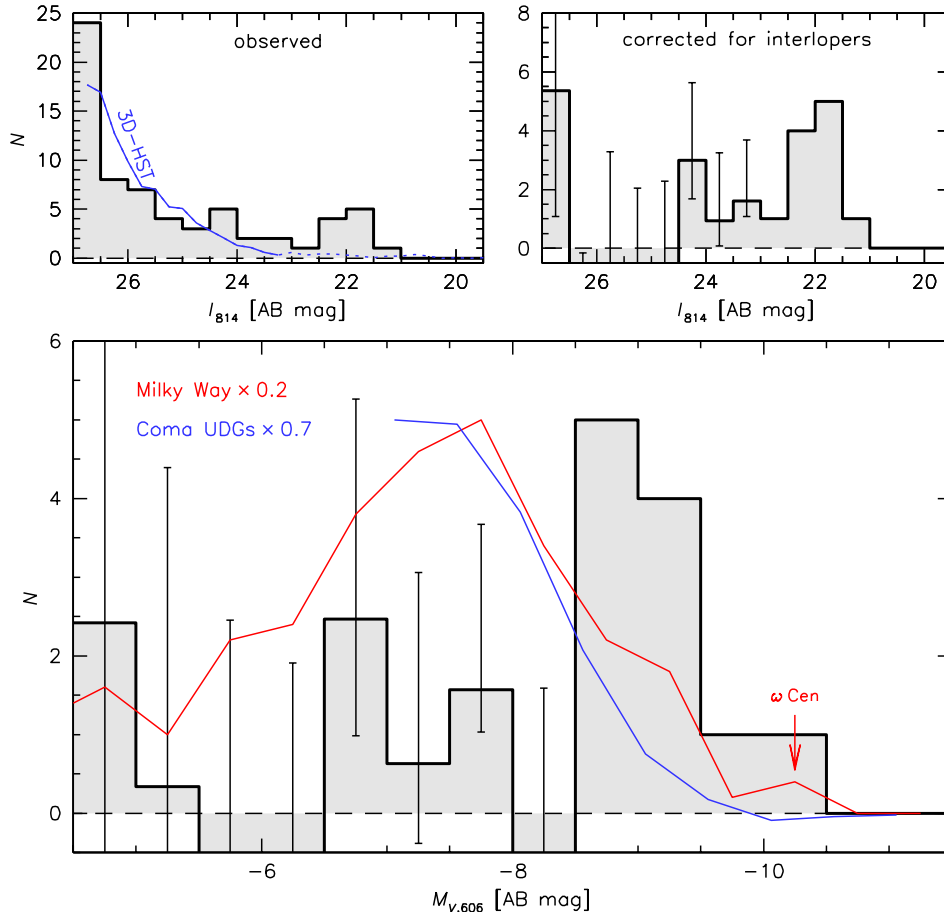 25
20
15
10
5
0
N
observed
3D-HST
26
24
22
20
I814 [AB mag]
8
6
4
2
0
corrected for interlopers
26
24
22
20
I814 [AB mag]
6
4
2
0
N
Milky Way × 0.2
Coma UDGs × 0.7
ω Cen
-6
-8
-10
MV,606 [AB mag]